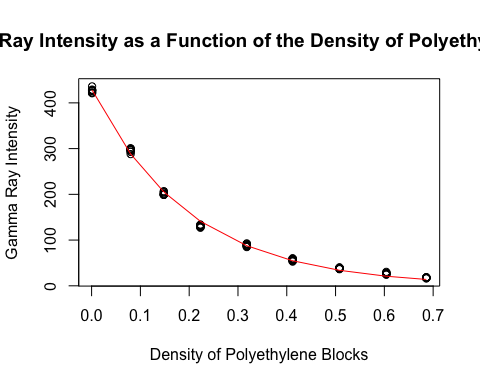 Ray Intensity as a Function of the Density of Polyethy
Gamma Ray Intensity
400
300
200
100
0
0.0 0.1 0.2 0.3 0.4 0.5 0.6 0.7
Density of Polyethylene Blocks